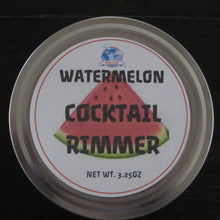 WATERMELON
COCKTAIL
RIMMER
NET WT. 3.25OZ